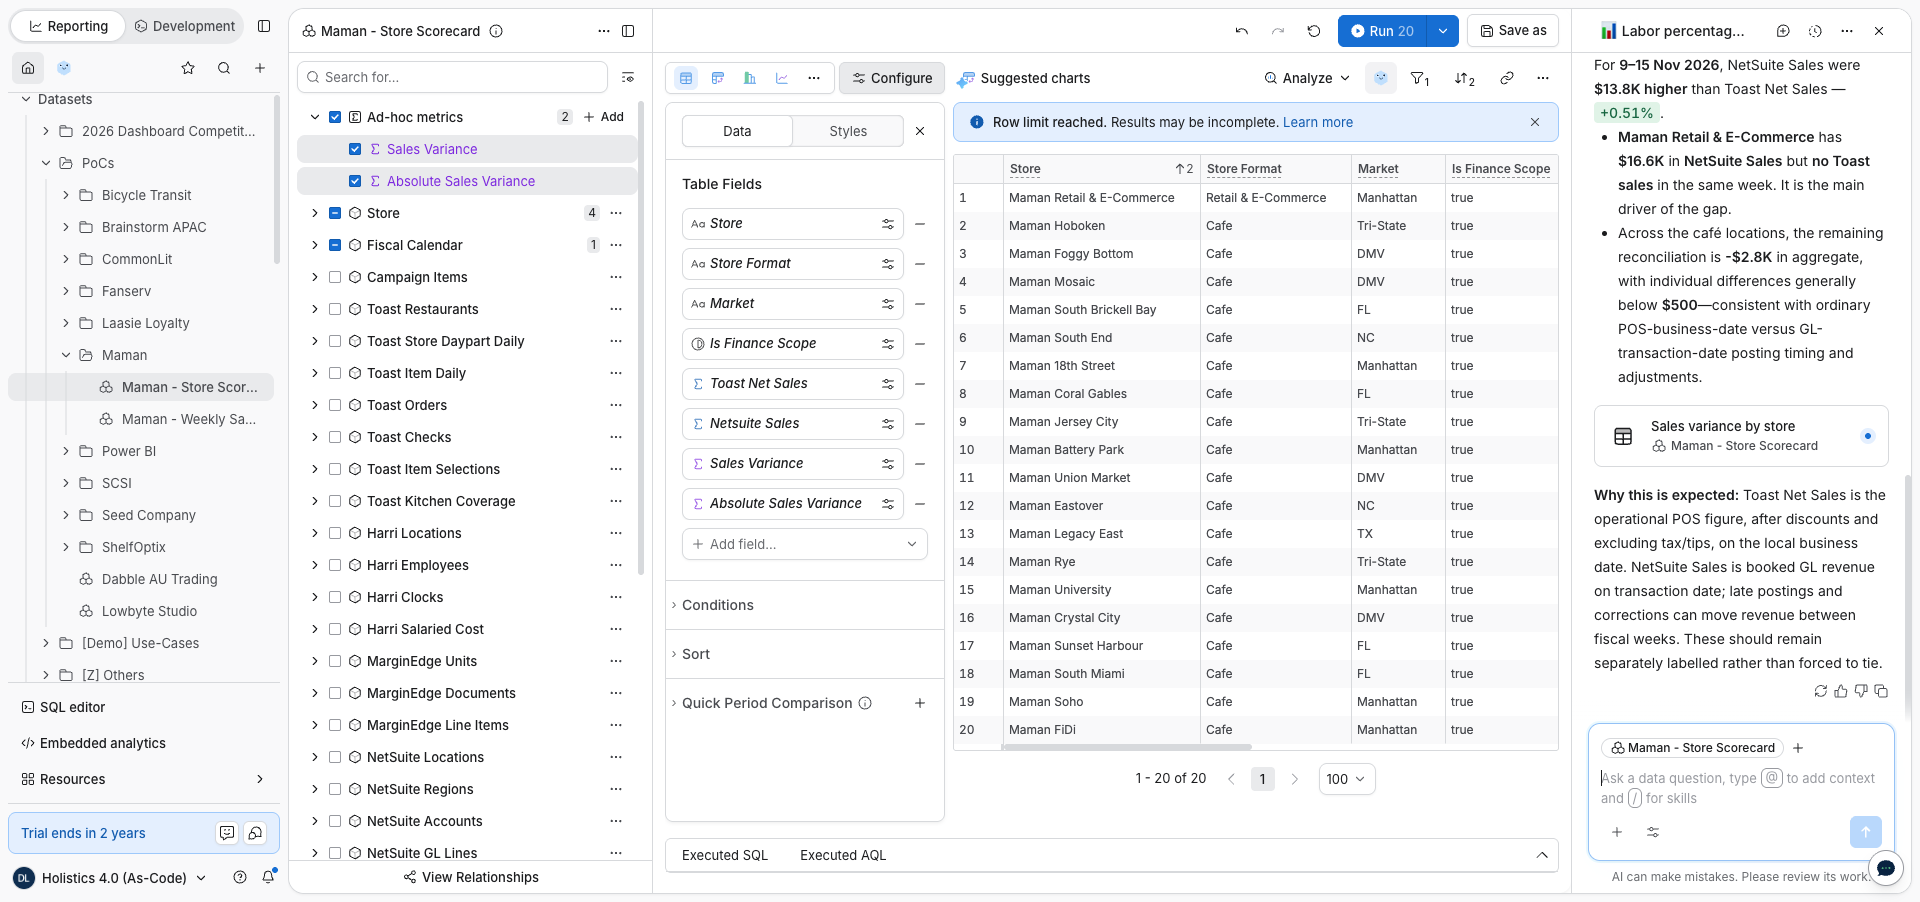 Reporting
Development
Datasets
2026 Dashboard Competit...
PoCs
Bicycle Transit
Brainstorm APAC
CommonLit
Fanserv
Laasie Loyalty
Maman
Maman - Store Scor...
Maman - Weekly Sa...
Power BI
SCSI
Seed Company
ShelfOptix
Dabble AU Trading
Lowbyte Studio
[Demo] Use-Cases
[Z] Others
SQL editor
Embedded analytics
Resources
Trial ends in 2 years
DL Holistics 4.0 (As-Code)
Maman - Store Scorecard
Search for...
Ad-hoc metrics 2 Add
Sales Variance
Absolute Sales Variance
Store 4
Fiscal Calendar 1
Campaign Items
Toast Restaurants
Toast Store Daypart Daily
Toast Item Daily
Toast Orders
Toast Checks
Toast Item Selections
Toast Kitchen Coverage
Harri Locations
Harri Employees
Harri Clocks
Harri Salaried Cost
MarginEdge Units
MarginEdge Documents
MarginEdge Line Items
NetSuite Locations
NetSuite Regions
NetSuite Accounts
NetSuite GL Lines
View Relationships
Run 20
Save as
Configure
Suggested charts
Analyze
1
2
Data
Styles
Table Fields
Aa Store
Aa Store Format
Aa Market
Is Finance Scope
Toast Net Sales
Netsuite Sales
Sales Variance
Absolute Sales Variance
Add field...
Conditions
Sort
Quick Period Comparison
Row limit reached. Results may be incomplete. Learn more
Store 2 Store Format Market Is Finance Scope
1 Maman Retail & E-Commerce Retail & E-Commerce Manhattan true
2 Maman Hoboken Cafe Tri-State true
3 Maman Foggy Bottom Cafe DMV true
4 Maman Mosaic Cafe DMV true
5 Maman South Brickell Bay Cafe FL true
6 Maman South End Cafe NC true
7 Maman 18th Street Cafe Manhattan true
8 Maman Coral Gables Cafe FL true
9 Maman Jersey City Cafe Tri-State true
10 Maman Battery Park Cafe Manhattan true
11 Maman Union Market Cafe DMV true
12 Maman Eastover Cafe NC true
13 Maman Legacy East Cafe TX true
14 Maman Rye Cafe Tri-State true
15 Maman University Cafe Manhattan true
16 Maman Crystal City Cafe DMV true
17 Maman Sunset Harbour Cafe FL true
18 Maman South Miami Cafe FL true
19 Maman Soho Cafe Manhattan true
20 Maman FiDi Cafe Manhattan true
1 - 20 of 20
1
100
Executed SQL
Executed AQL
Labor percentag...
For 9–15 Nov 2026, NetSuite Sales were
$13.8K higher than Toast Net Sales —
+0.51% .
• Maman Retail & E-Commerce has
$16.6K in NetSuite Sales but no Toast
sales in the same week. It is the main
driver of the gap.
• Across the café locations, the remaining
reconciliation is -$2.8K in aggregate,
with individual differences generally
below $500—consistent with ordinary
POS-business-date versus GL-
transaction-date posting timing and
adjustments.
Sales variance by store
Maman - Store Scorecard
Why this is expected: Toast Net Sales is the
operational POS figure, after discounts and
excluding tax/tips, on the local business
date. NetSuite Sales is booked GL revenue
on transaction date; late postings and
corrections can move revenue between
fiscal weeks. These should remain
separately labelled rather than forced to tie.
Maman - Store Scorecard
Ask a data question, type @ to add context
and / for skills
AI can make mistakes. Please review its work.